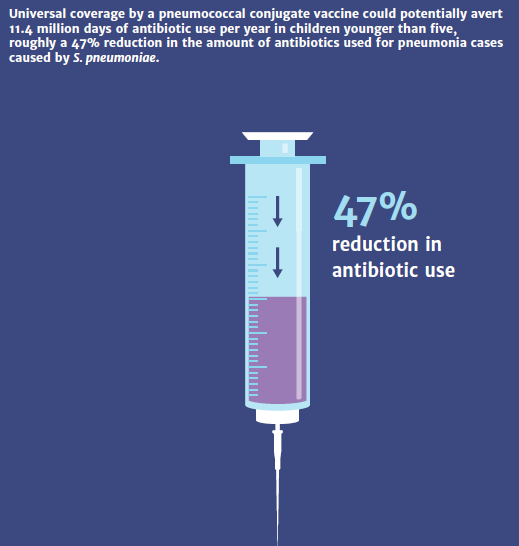 Universal coverage by a pneumococcal conjugate vaccine could potentially avert
11.4 million days of antibiotic use per year in children younger than five,
roughly a 47% reduction in the amount of antibiotics used for pneumonia cases
caused by S. pneumoniae.
47%
reduction in
antibiotic use